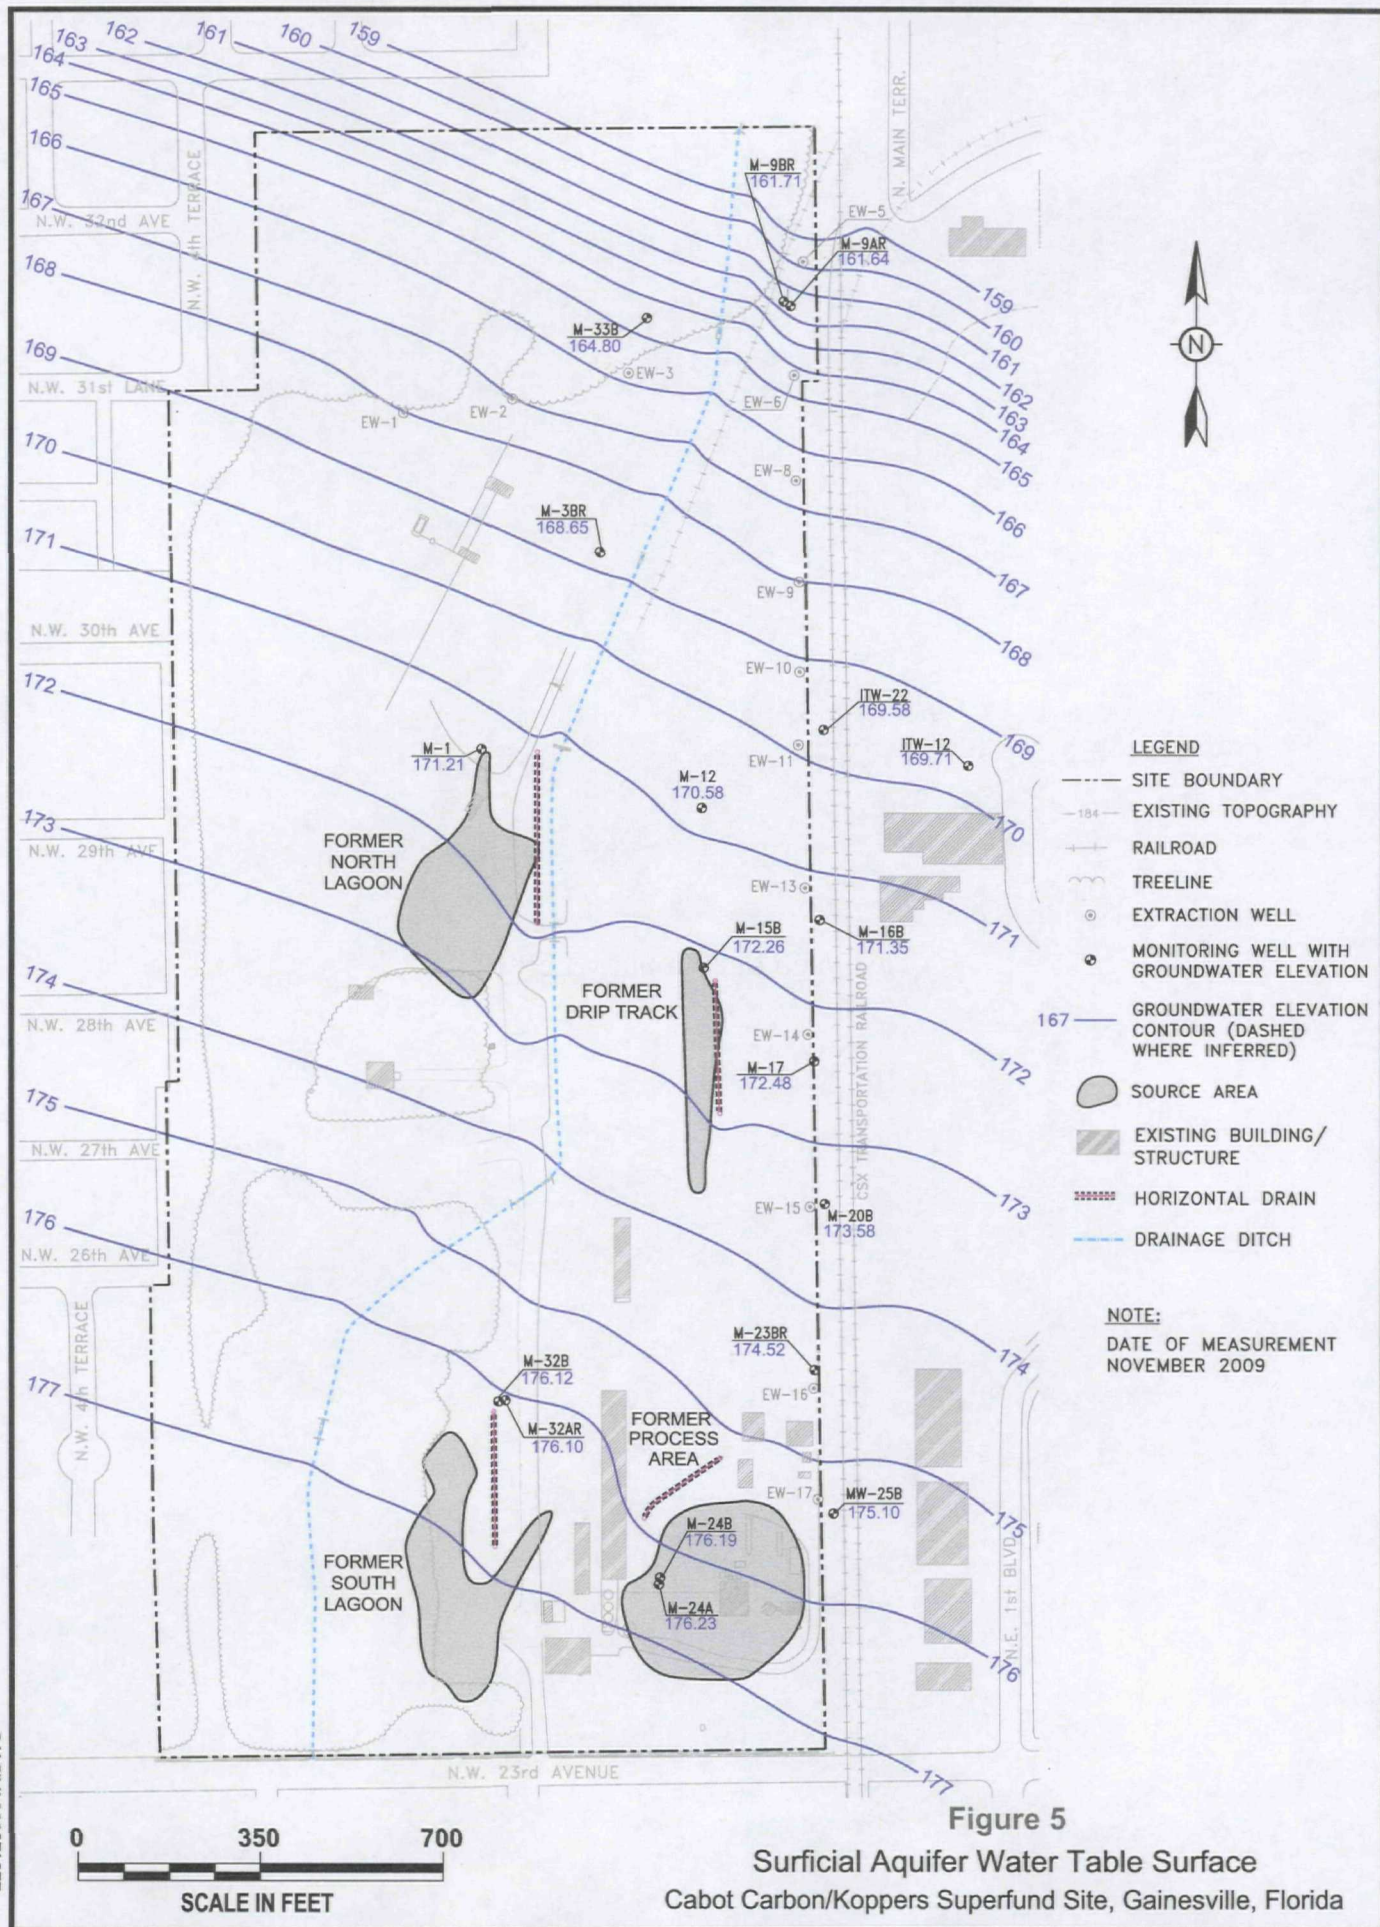 163
162
161
160
159
164
165
166
167
168
169
170
171
172
173
174
175
176
177
N.W. 32nd AVE
N.W. 4th TERRACE
N.W. 31st LANE
N.W. 30th AVE
N.W. 29th AVE
N.W. 28th AVE
N.W. 27th AVE
N.W. 26th AVE
N.W. 4th TERRACE
N. MAIN TERR.
M-9BR
161.71
EW-5
M-9AR
161.64
M-33B
164.80
EW-3
EW-1
EW-2
EW-6
EW-8
M-3BR
168.65
EW-9
EW-10
ITW-22
169.58
EW-11
ITW-12
169.71
M-1
171.21
M-12
170.58
FORMER
NORTH
LAGOON
EW-13
M-16B
171.35
M-15B
172.26
FORMER
DRIP TRACK
EW-14
M-17
172.48
CSX TRANSPORTATION RAILROAD
EW-15
M-20B
173.58
M-23BR
174.52
EW-16
M-32B
176.12
M-32AR
176.10
FORMER
PROCESS
AREA
EW-17
MW-25B
175.10
M-24B
176.19
M-24A
176.23
FORMER
SOUTH
LAGOON
N.E. 1st BLVD
N.W. 23rd AVENUE
159
160
161
162
163
164
165
166
167
168
169
170
171
172
173
174
175
176
177
N
LEGEND
SITE BOUNDARY
184 EXISTING TOPOGRAPHY
RAILROAD
TREELINE
EXTRACTION WELL
MONITORING WELL WITH
GROUNDWATER ELEVATION
167 GROUNDWATER ELEVATION
CONTOUR (DASHED
WHERE INFERRED)
SOURCE AREA
EXISTING BUILDING/
STRUCTURE
HORIZONTAL DRAIN
DRAINAGE DITCH
NOTE:
DATE OF MEASUREMENT
NOVEMBER 2009
0 350 700
SCALE IN FEET
Figure 5
Surficial Aquifer Water Table Surface
Cabot Carbon/Koppers Superfund Site, Gainesville, Florida